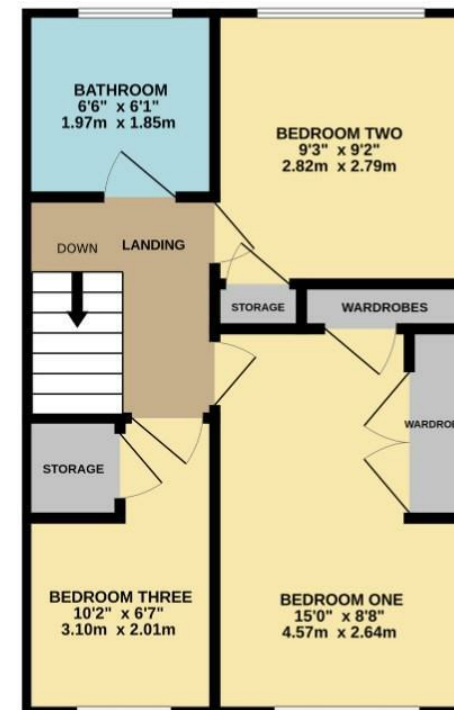 BATHROOM
6'6" x 6'1"
1.97m x 1.85m
BEDROOM TWO
9'3" x 9'2"
2.82m x 2.79m
DOWN
LANDING
STORAGE
WARDROBES
WARDROB
STORAGE
BEDROOM THREE
10'2" x 6'7"
3.10m x 2.01m
BEDROOM ONE
15'0" x 8'8"
4.57m x 2.64m